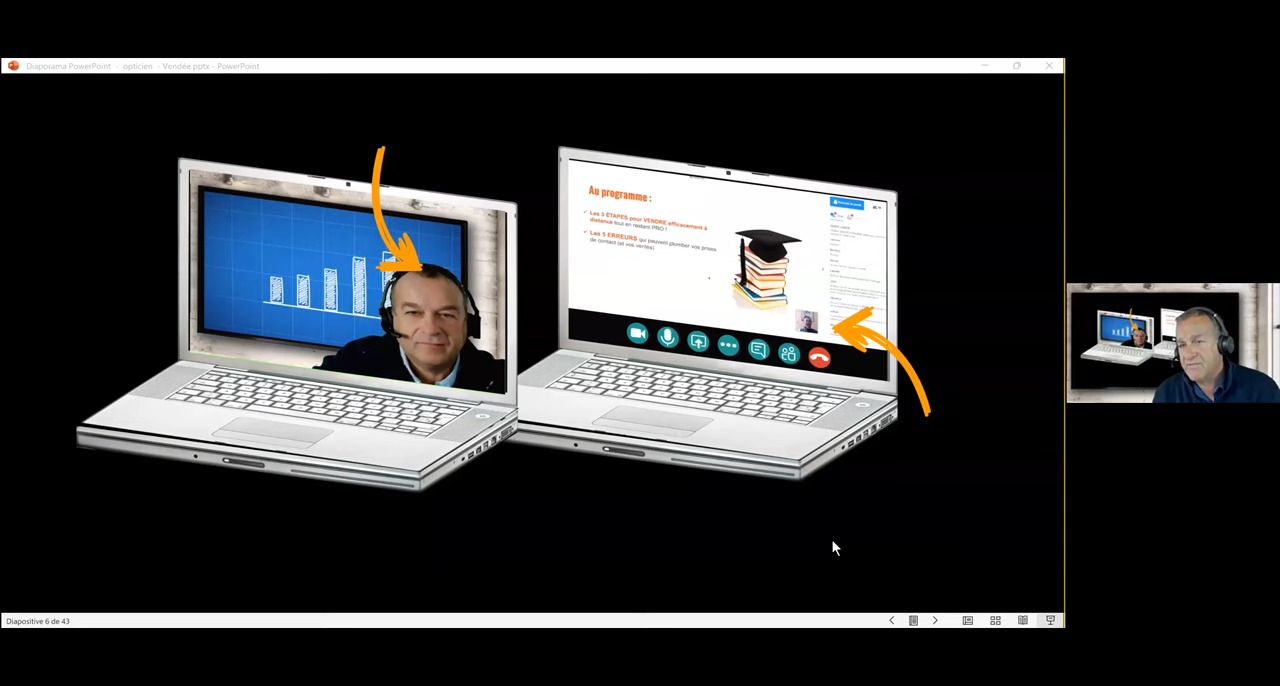 Diaporama PowerPoint - opticien - Vendée.pptx - PowerPoint
Au programme :
✓ Les 3 ÉTAPES pour VENDRE efficacement à
distance tout en restant PRO !
✓ Les 5 ERREURS qui peuvent plomber vos prises
de contact (et vos ventes)
Diapositive 6 de 43